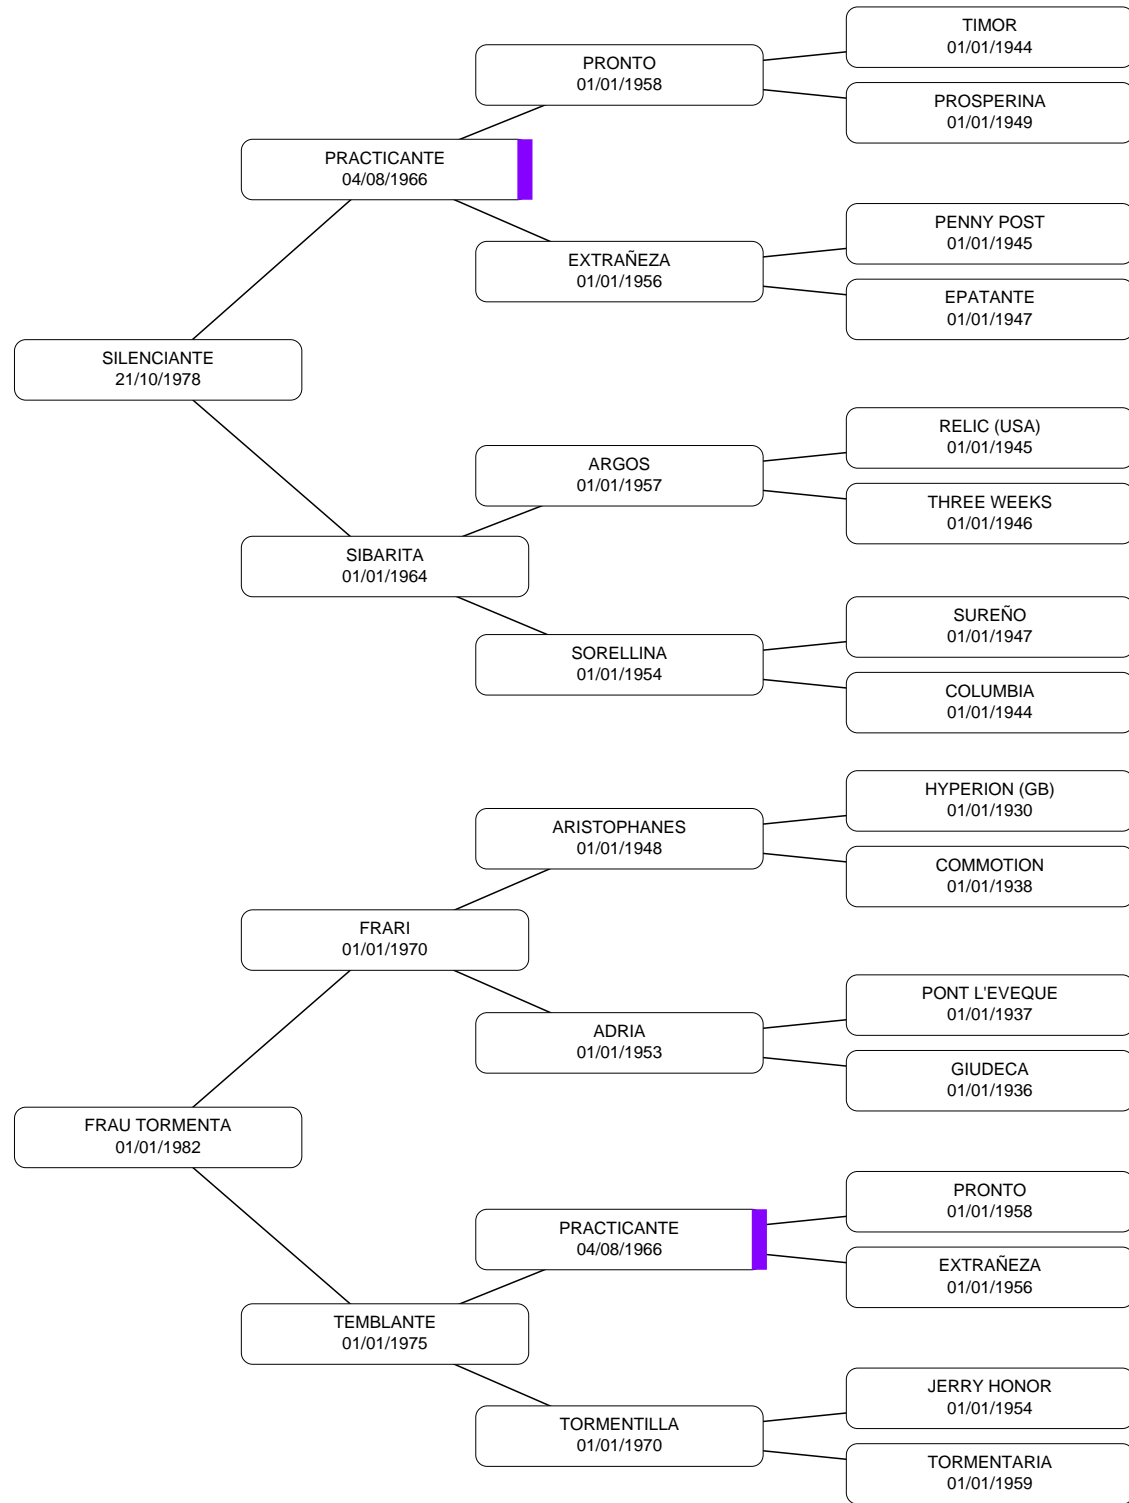 TIMOR
01/01/1944
PRONTO
01/01/1958
PROSPERINA
01/01/1949
PRACTICANTE
04/08/1966
PENNY POST
01/01/1945
EXTRAÑEZA
01/01/1956
EPATANTE
01/01/1947
SILENCIANTE
21/10/1978
RELIC (USA)
01/01/1945
ARGOS
01/01/1957
THREE WEEKS
01/01/1946
SIBARITA
01/01/1964
SUREÑO
01/01/1947
SORELLINA
01/01/1954
COLUMBIA
01/01/1944
HYPERION (GB)
01/01/1930
ARISTOPHANES
01/01/1948
COMMOTION
01/01/1938
FRARI
01/01/1970
PONT L'EVEQUE
01/01/1937
ADRIA
01/01/1953
GIUDECA
01/01/1936
FRAU TORMENTA
01/01/1982
PRONTO
01/01/1958
PRACTICANTE
04/08/1966
EXTRAÑEZA
01/01/1956
TEMBLANTE
01/01/1975
JERRY HONOR
01/01/1954
TORMENTILLA
01/01/1970
TORMENTARIA
01/01/1959